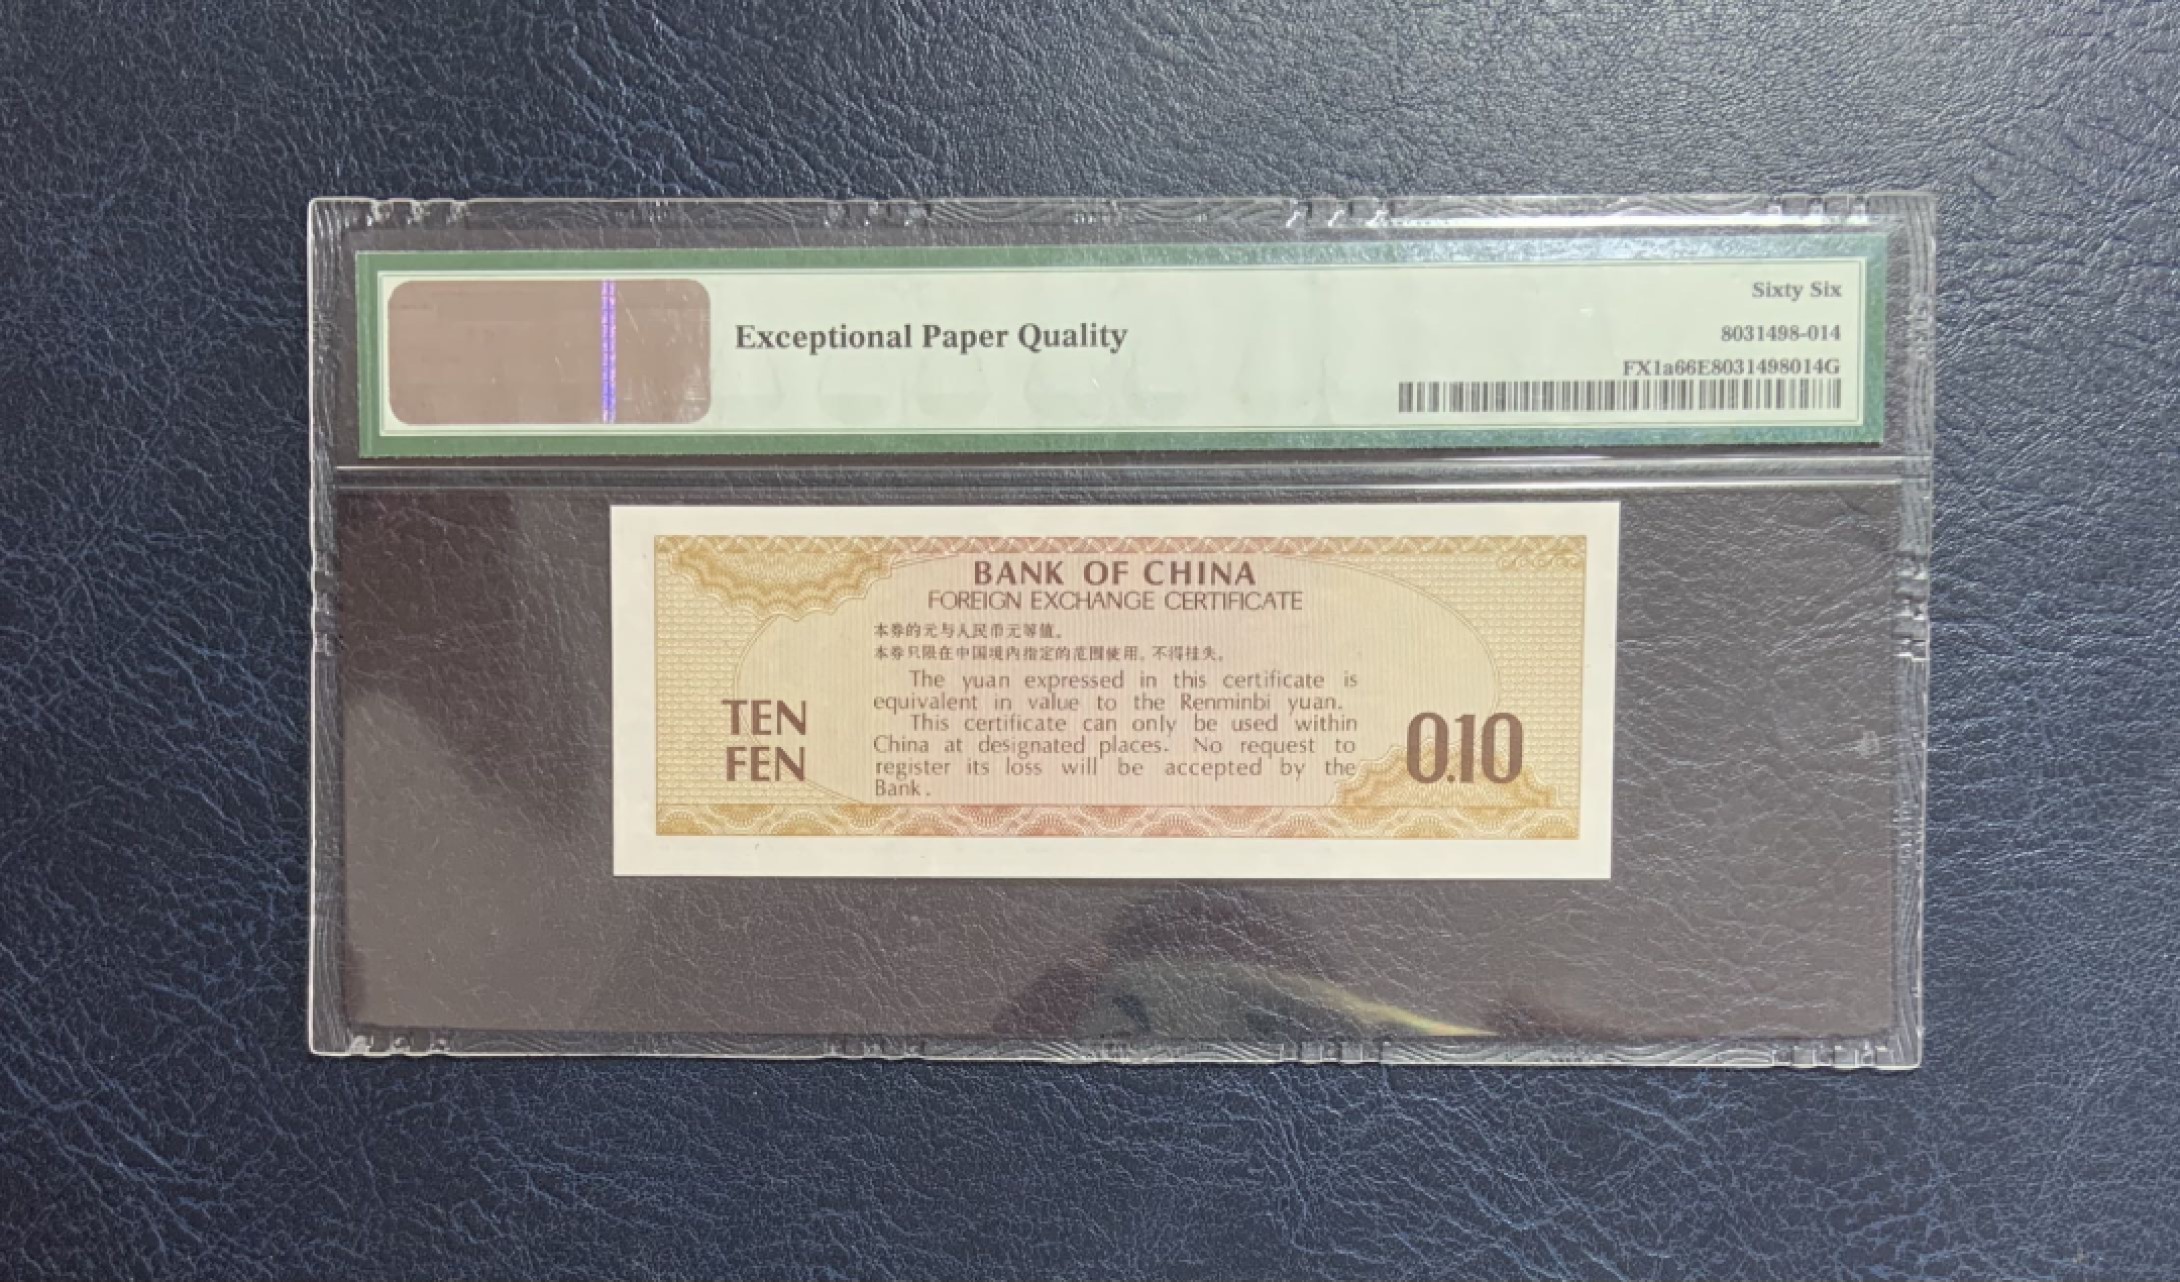 Sixty Six
Exceptional Paper Quality
8031498-014
FX1a66E8031498014G
BANK OF CHINA
FOREIGN EXCHANGE CERTIFICATE
本券的元与人民币元等值。
本券只限在中国境内指定的范围使用，不得挂失。
The yuan expressed in this certificate is
equivalent in value to the Renminbi yuan.
This certificate can only be used within
China at designated places. No request to
register its loss will be accepted by the
Bank.
TEN
FEN
0.10